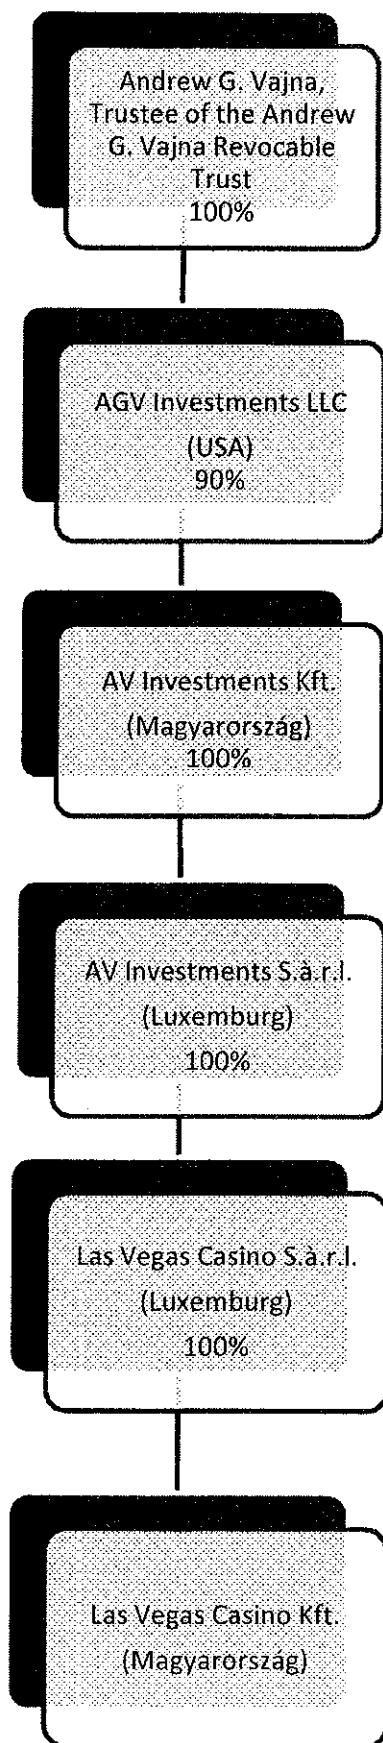 Andrew G. Vajna,
Trustee of the Andrew
G. Vajna Revocable
Trust
100%
AGV Investments LLC
(USA)
90%
AV Investments Kft.
(Magyarország)
100%
AV Investments S.à.r.l.
(Luxemburg)
100%
Las Vegas Casino S.à.r.l.
(Luxemburg)
100%
Las Vegas Casino Kft.
(Magyarország)